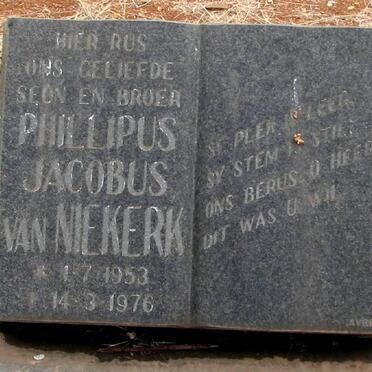 HIER RUS
ONS GELIEFDE
SEUN EN BROER
PHILLIPUS
JACOBUS
VAN NIEKERK
* 1-7-1953
† 14-3-1976
SY PLEK IS LEEG
SY STEM IS STIL
ONS BERUS O HEER
DIT WAS U WIL